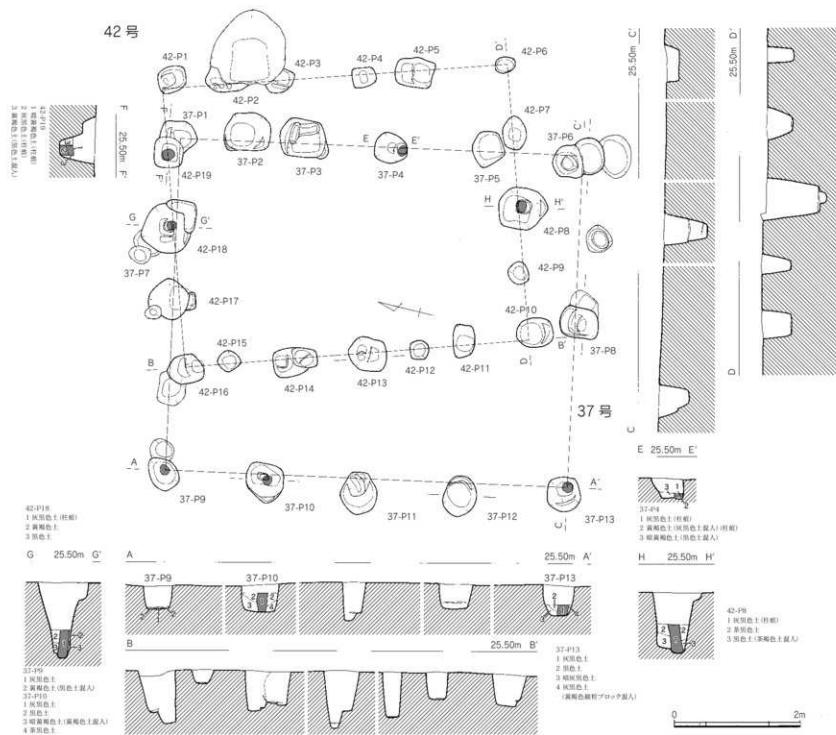 42号
42-P1
42-P3
42-P4
42-P5
D'
42-P6
42-P2
42-P7
F
37-P1
E
E'
C'
37-P6
37-P2
37-P3
37-P4
37-P5
42-P19
F'
G
G'
H
H'
42-P18
42-P8
37-P7
42-P9
42-P17
42-P10
42-P15
B
B'
42-P16
42-P14
42-P13
42-P12
42-P11
D
37-P8
37号
A
A'
37-P9
37-P10
37-P11
37-P12
C
37-P13
42-P19
1 暗黄褐色土(柱痕)
2 灰黒色土(柱痕)
3 黄褐色土(黒色土混入)
F 25.50m F'
C 25.50m C'
D 25.50m D'
E 25.50m E'
3 1
2
37-P4
1 灰黒色土(柱痕)
2 黄褐色土(灰黒色土混入)(柱痕)
3 暗黄褐色土(黒色土混入)
42-P18
1 灰黒色土(柱痕)
2 黄褐色土
3 黒色土
G 25.50m G'
A 25.50m A'
37-P9
37-P10
37-P13
H 25.50m H'
42-P8
1 灰黒色土(柱痕)
2 茶黒色土
3 黒色土(茶褐色土混入)
B 25.50m B'
37-P9
1 灰黒色土
2 黄褐色土(黒色土混入)
37-P10
1 灰黒色土
2 黒色土
3 暗黄褐色土(黄褐色土混入)
4 茶黒色土
37-P13
1 灰黒色土
2 黒色土
3 暗灰黒色土
4 灰黒色土
(黄褐色細粒ブロック混入)
0 2m